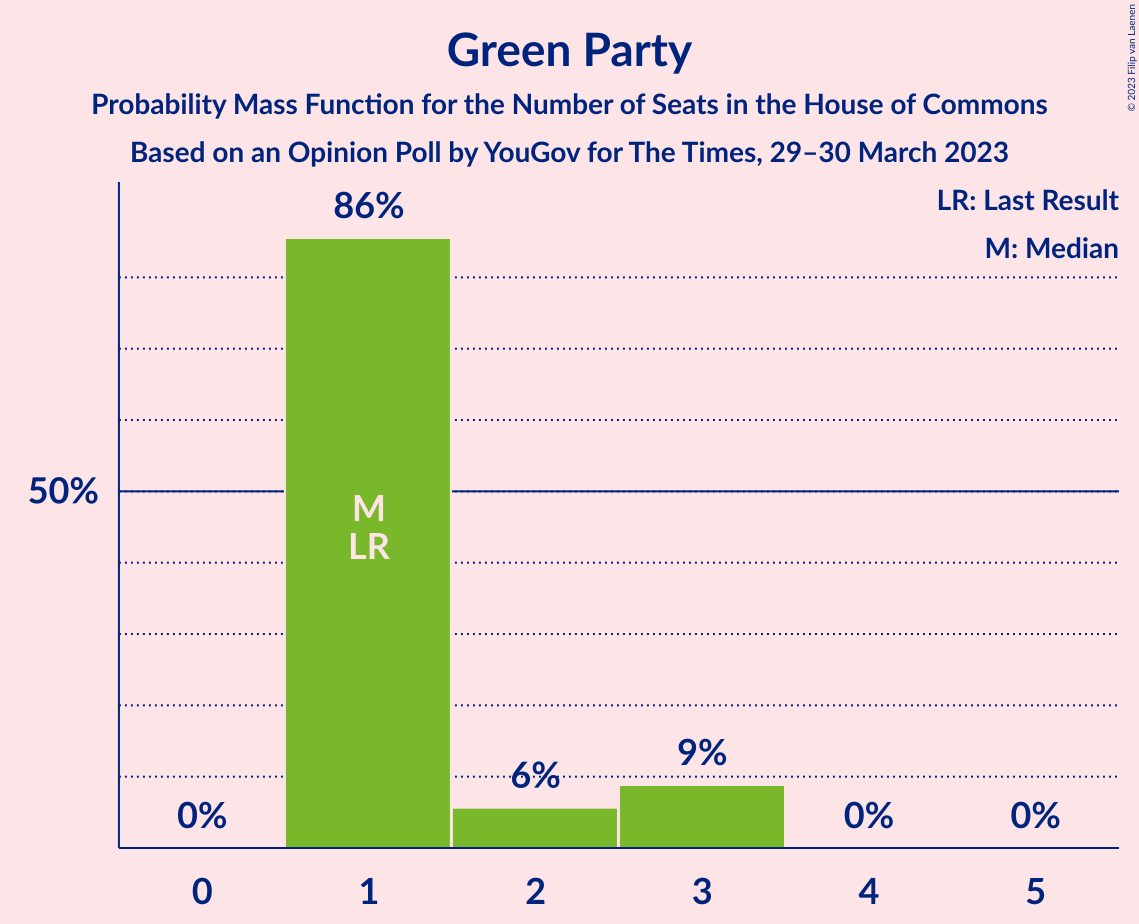 Green Party
Probability Mass Function for the Number of Seats in the House of Commons
Based on an Opinion Poll by YouGov for The Times, 29–30 March 2023
© 2023 Filip van Laenen
LR: Last Result
M: Median
86%
50%
M
LR
0%
6%
9%
0%
0%
0
1
2
3
4
5